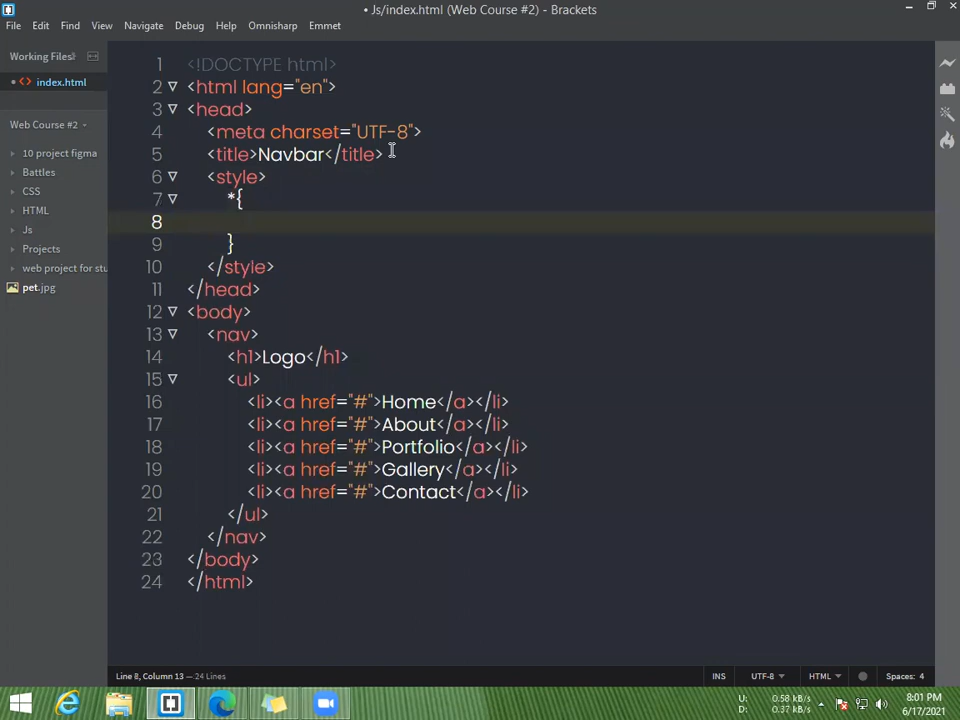 • Js/index.html (Web Course #2) - Brackets
File Edit Find View Navigate Debug Help Omnisharp Emmet
Working Files
• <> index.html
Web Course #2
10 project figma
Battles
CSS
HTML
Js
Projects
web project for stu
pet.jpg
1 <!DOCTYPE html>
2 <html lang="en">
3 <head>
4 <meta charset="UTF-8">
5 <title>Navbar</title>
6 <style>
7 *{
8
9 }
10 </style>
11 </head>
12 <body>
13 <nav>
14 <h1>Logo</h1>
15 <ul>
16 <li><a href="#">Home</a></li>
17 <li><a href="#">About</a></li>
18 <li><a href="#">Portfolio</a></li>
19 <li><a href="#">Gallery</a></li>
20 <li><a href="#">Contact</a></li>
21 </ul>
22 </nav>
23 </body>
24 </html>
Line 8, Column 13 — 24 Lines
INS UTF-8 HTML INS Spaces: 4
U: 0.58 kB/s
D: 0.37 kB/s
8:01 PM
6/17/2021